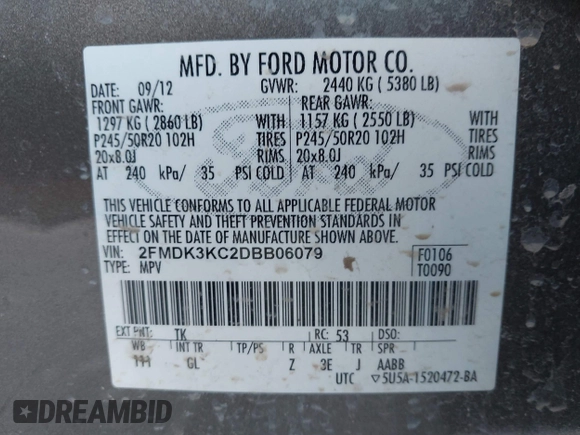 MFD. BY FORD MOTOR CO.
DATE: 09/12 GVWR: 2440 KG ( 5380 LB)
FRONT GAWR: REAR GAWR:
1297 KG ( 2860 LB) WITH 1157 KG ( 2550 LB) WITH
P245/50R20 102H TIRES P245/50R20 102H TIRES
20x8.0J RIMS 20x8.0J RIMS
AT 240 kPa/ 35 PSI COLD AT 240 kPa/ 35 PSI COLD
Ford
THIS VEHICLE CONFORMS TO ALL APPLICABLE FEDERAL MOTOR
VEHICLE SAFETY AND THEFT PREVENTION STANDARDS IN
EFFECT ON THE DATE OF MANUFACTURE SHOWN ABOVE.
VIN: 2FMDK3KC2DBB06079 F0106
TYPE: MPV T0090
EXT PNT: TK RC: 53 DSO:
WB INT TR TP/PS R AXLE TR SPR
GL Z 3E J AABB
UTC ▽5U5A-1520472-BA
DREAMBID